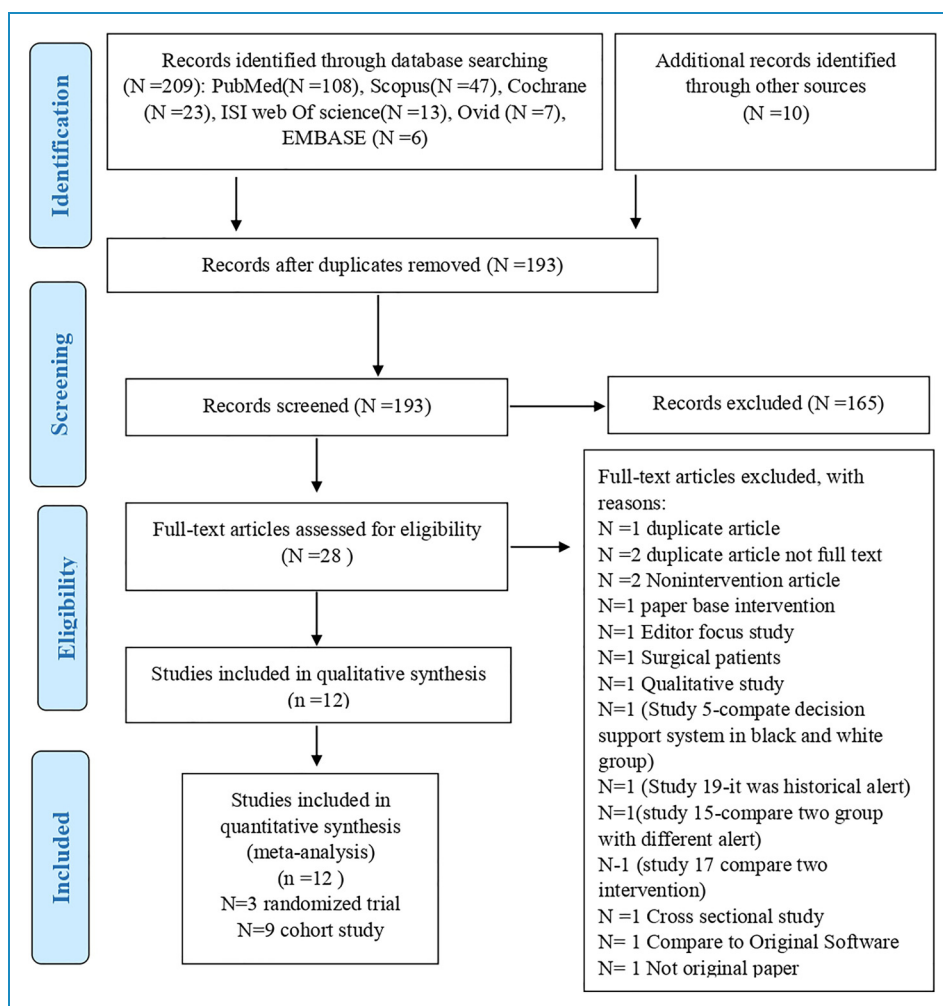 Identification
Records identified through database searching
(N =209): PubMed(N =108), Scopus(N =47), Cochrane
(N =23), ISI web Of science(N =13), Ovid (N =7),
EMBASE (N =6)
Additional records identified
through other sources
(N =10)
Records after duplicates removed (N =193)
Screening
Records screened (N =193)
Records excluded (N =165)
Eligibility
Full-text articles assessed for eligibility
(N =28 )
Full-text articles excluded, with
reasons:
N =1 duplicate article
N =2 duplicate article not full text
N =2 Nonintervention article
N=1 paper base intervention
N=1 Editor focus study
N=1 Surgical patients
N=1 Qualitative study
N=1 (Study 5-compate decision
support system in black and white
group)
N=1 (Study 19-it was historical alert)
N=1(study 15-compare two group
with different alert)
N-1 (study 17 compare two
intervention)
N =1 Cross sectional study
N= 1 Compare to Original Software
N= 1 Not original paper
Studies included in qualitative synthesis
(n =12)
Included
Studies included in
quantitative synthesis
(meta-analysis)
(n =12 )
N=3 randomized trial
N=9 cohort study